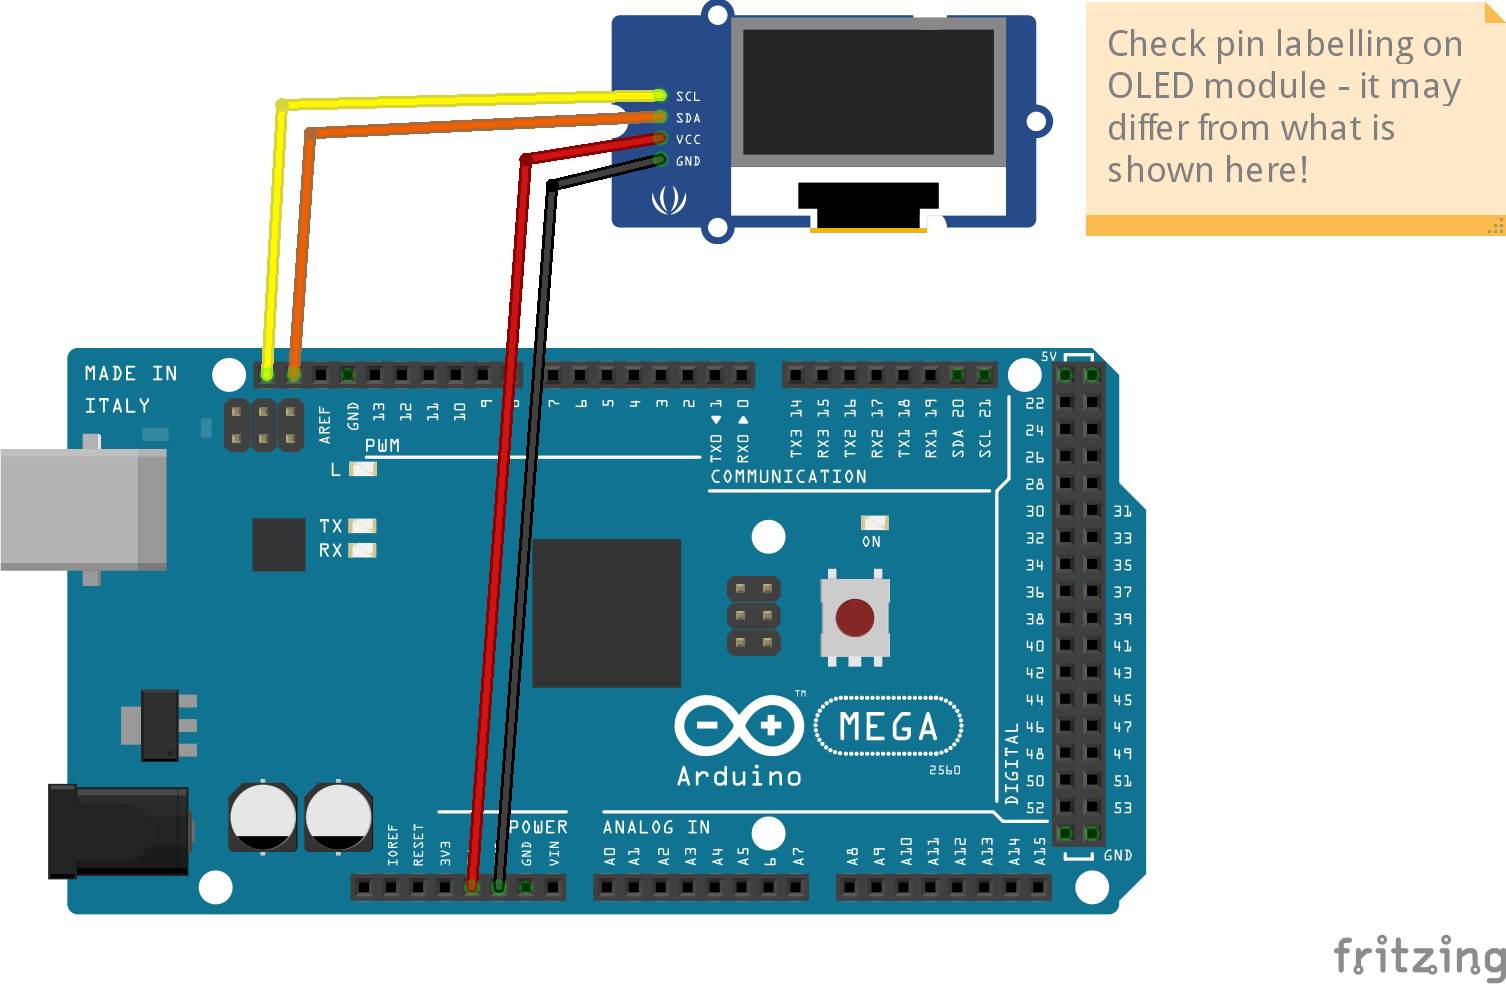 Check pin labelling on
OLED module - it may
differ from what is
shown here!
SCL
SDA
VCC
GND
MADE IN
ITALY
AREF
GND
13
12
11
10
9
7
6
5
4
3
2
TX0 1
RX0 0
TX3 14
RX3 15
TX2 16
RX2 17
TX1 18
RX1 19
SDA 20
SCL 21
5V
PWM
COMMUNICATION
L
TX
RX
ON
22
24
26
28
30 31
32 33
34 35
36 37
38 39
40 41
42 43
44 45
46 47
48 49
50 51
52 53
GND
DIGITAL
TM
MEGA
Arduino
2560
POWER
ANALOG IN
IOREF
RESET
3V3
GND
VIN
A0
A1
A2
A3
A4
A5
A7
A8
A9
A10
A11
A12
A13
A14
A15
fritzing